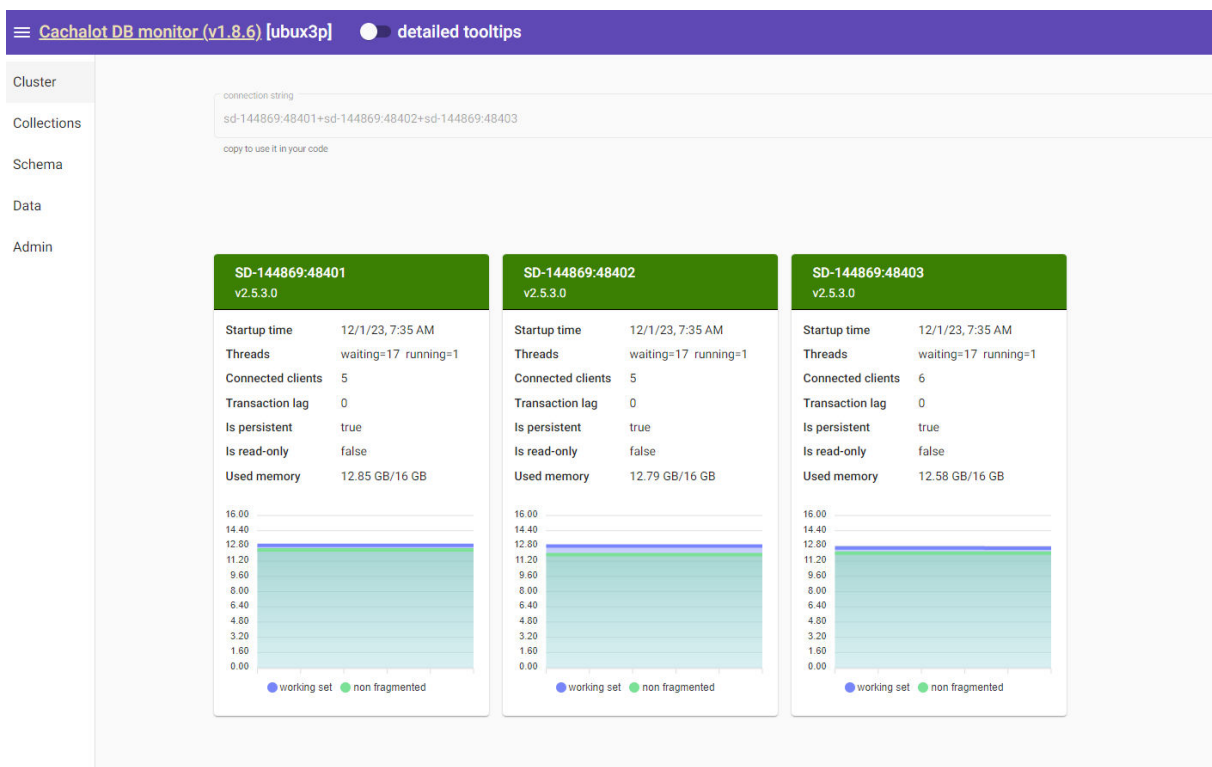 Cachalot DB monitor (v1.8.6) [ubux3p] detailed tooltips
Cluster
Collections
Schema
Data
Admin
connection string
sd-144869:48401+sd-144869:48402+sd-144869:48403
copy to use it in your code
SD-144869:48401
v2.5.3.0
Startup time 12/1/23, 7:35 AM
Threads waiting=17 running=1
Connected clients 5
Transaction lag 0
Is persistent true
Is read-only false
Used memory 12.85 GB/16 GB
16.00
14.40
12.80
11.20
9.60
8.00
6.40
4.80
3.20
1.60
0.00
working set non fragmented
SD-144869:48402
v2.5.3.0
Startup time 12/1/23, 7:35 AM
Threads waiting=17 running=1
Connected clients 5
Transaction lag 0
Is persistent true
Is read-only false
Used memory 12.79 GB/16 GB
16.00
14.40
12.80
11.20
9.60
8.00
6.40
4.80
3.20
1.60
0.00
working set non fragmented
SD-144869:48403
v2.5.3.0
Startup time 12/1/23, 7:35 AM
Threads waiting=17 running=1
Connected clients 6
Transaction lag 0
Is persistent true
Is read-only false
Used memory 12.58 GB/16 GB
16.00
14.40
12.80
11.20
9.60
8.00
6.40
4.80
3.20
1.60
0.00
working set non fragmented